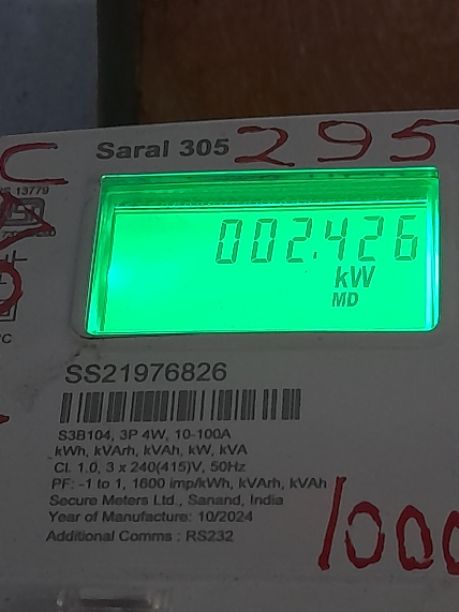 Saral 305 295
IS 13779
002.426
kW
MD
SS21976826
S3B104, 3P 4W, 10-100A
kWh, kVArh, kVAh, kW, kVA
Cl. 1.0, 3 x 240(415)V, 50Hz
PF: -1 to 1, 1600 imp/kWh, kVArh, kVAh
Secure Meters Ltd., Sanand, India
Year of Manufacture: 10/2024
Additional Comms : RS232